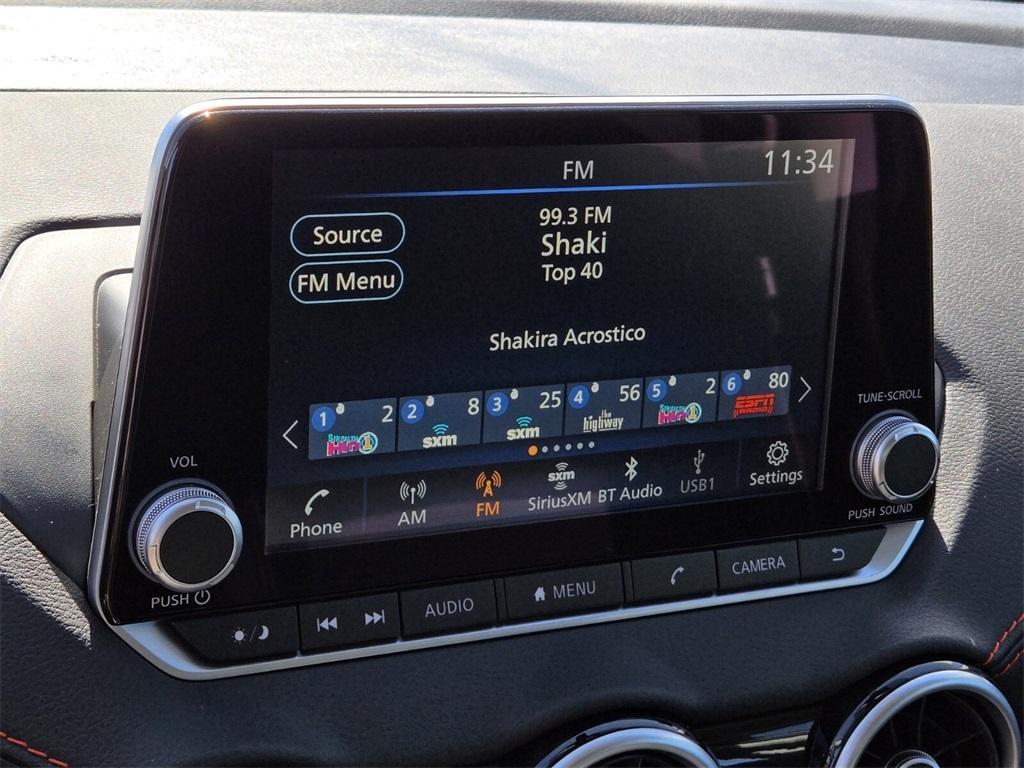 FM
11:34
Source
99.3 FM
Shaki
FM Menu
Top 40
Shakira Acrostico
1 2
2 8 sxm
3 25 sxm
4 56 the highway
5 2
6 80 ESPN RADIO
TUNE·SCROLL
VOL
Phone
AM
FM
sxm SiriusXM
BT Audio
USB1
Settings
PUSH SOUND
PUSH
AUDIO
MENU
CAMERA